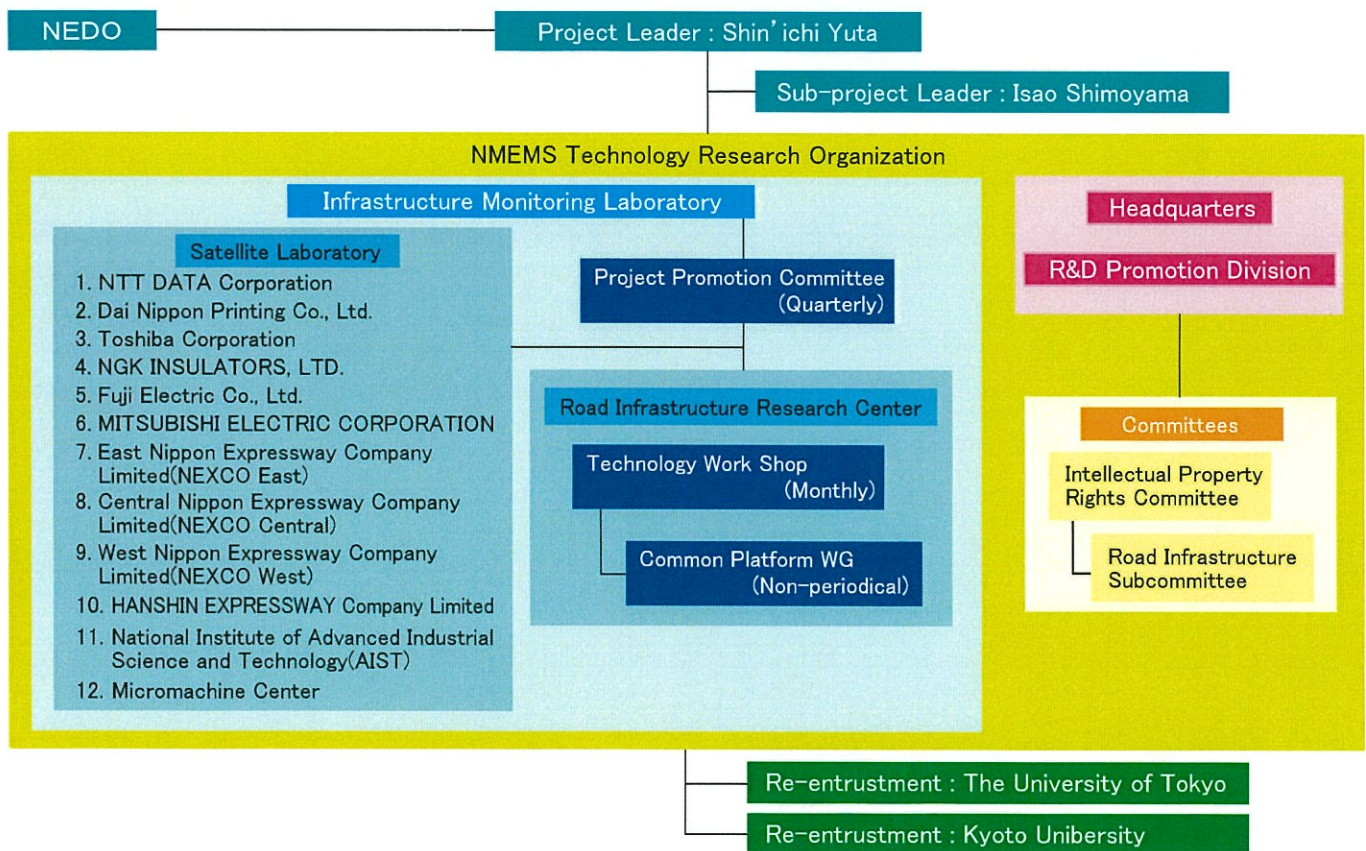 NEDO
Project Leader : Shin'ichi Yuta
Sub-project Leader : Isao Shimoyama
NMEMS Technology Research Organization
Infrastructure Monitoring Laboratory
Satellite Laboratory
1. NTT DATA Corporation
2. Dai Nippon Printing Co., Ltd.
3. Toshiba Corporation
4. NGK INSULATORS, LTD.
5. Fuji Electric Co., Ltd.
6. MITSUBISHI ELECTRIC CORPORATION
7. East Nippon Expressway Company
Limited(NEXCO East)
8. Central Nippon Expressway Company
Limited(NEXCO Central)
9. West Nippon Expressway Company
Limited(NEXCO West)
10. HANSHIN EXPRESSWAY Company Limited
11. National Institute of Advanced Industrial
Science and Technology(AIST)
12. Micromachine Center
Project Promotion Committee
(Quarterly)
Road Infrastructure Research Center
Technology Work Shop
(Monthly)
Common Platform WG
(Non-periodical)
Headquarters
R&D Promotion Division
Committees
Intellectual Property
Rights Committee
Road Infrastructure
Subcommittee
Re-entrustment : The University of Tokyo
Re-entrustment : Kyoto Unibersity